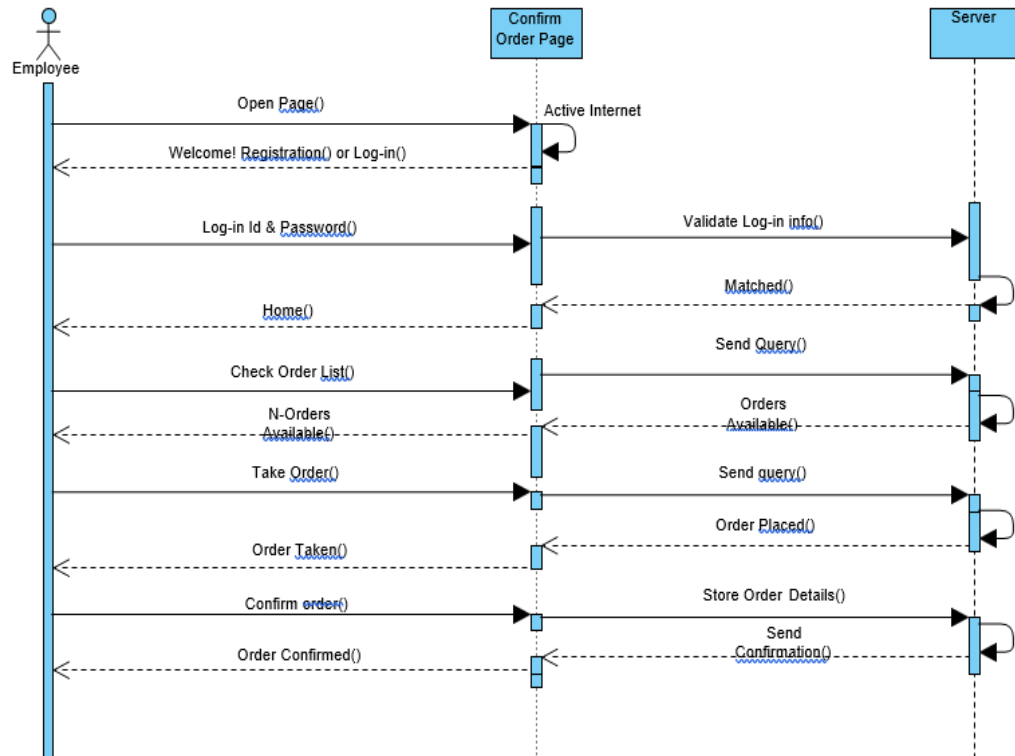 Employee
Confirm
Order Page
Server
Open Page()
Active Internet
Welcome! Registration() or Log-in()
Log-in Id & Password()
Validate Log-in info()
Matched()
Home()
Send Query()
Check Order List()
Orders
Available()
N-Orders
Available()
Take Order()
Send query()
Order Placed()
Order Taken()
Confirm order()
Store Order Details()
Send
Confirmation()
Order Confirmed()